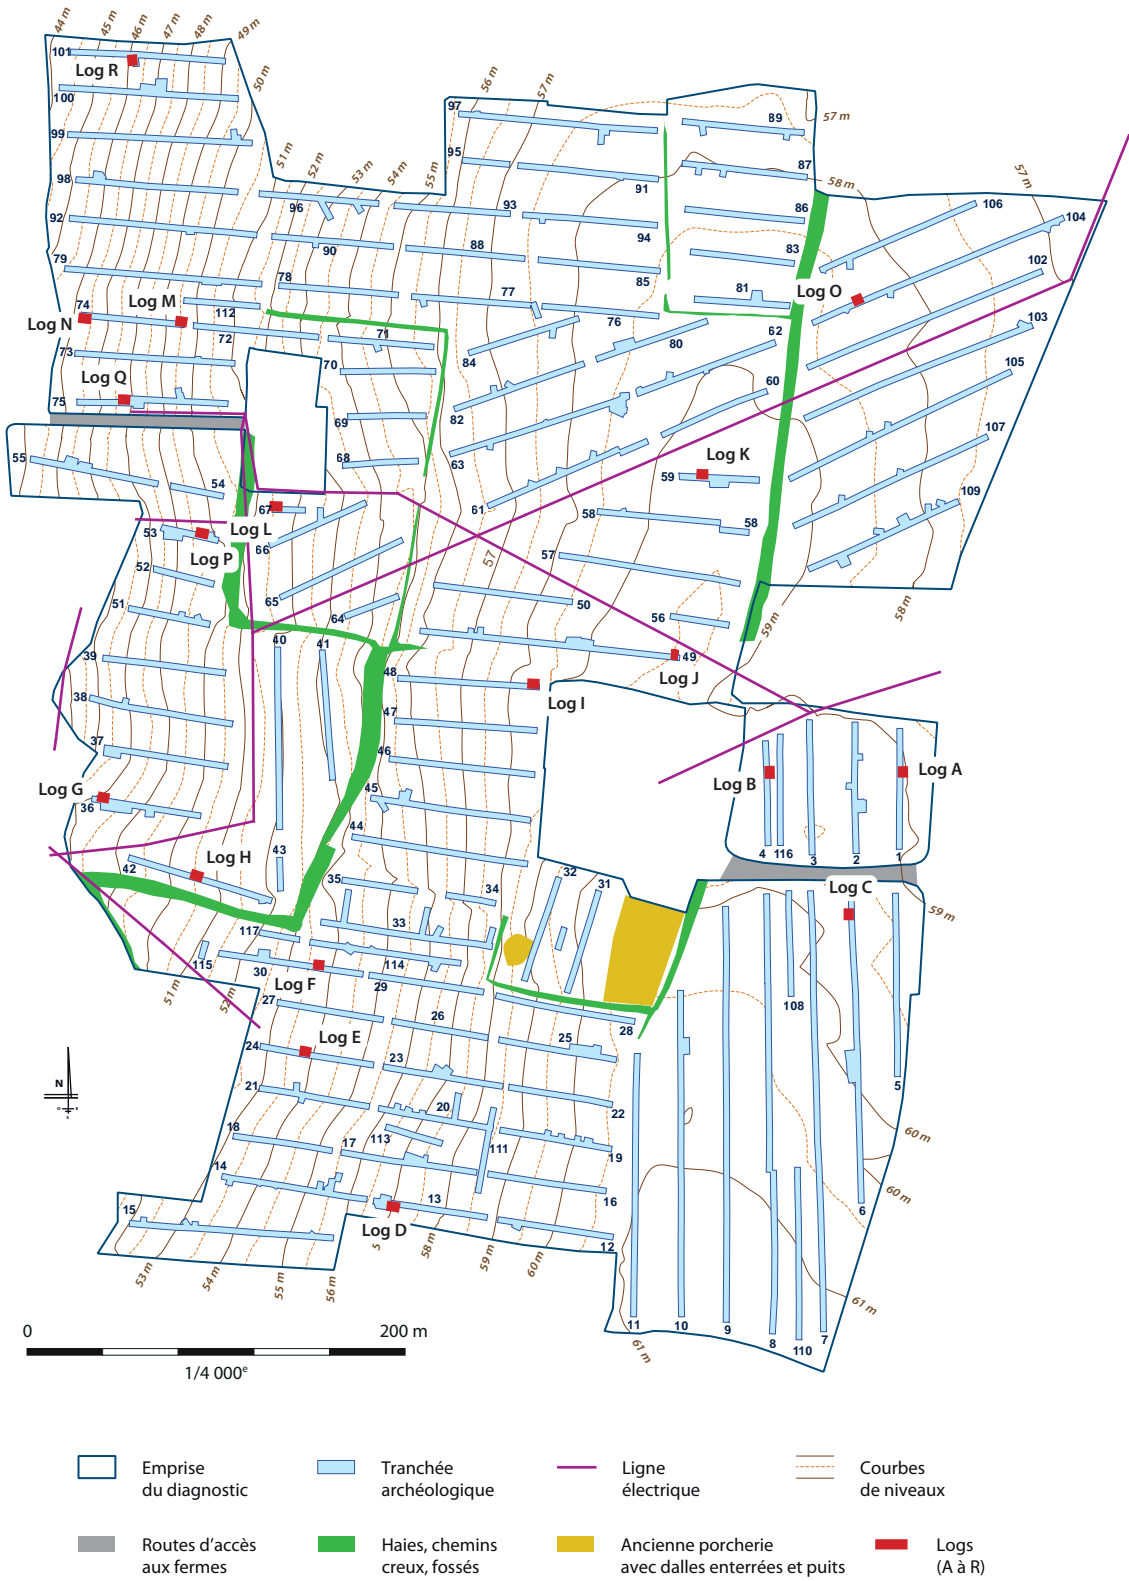 44 m 45 m 46 m 47 m 48 m 49 m
101
Log R
50 m
100
56 m 57 m
97
89
57 m
99
51 m 52 m 53 m 54 m 55 m
95
87
98
91
58 m 57 m
96
93
86
106
92
94
104
90
88
83
79
102
78
85
Log M
77
81
Log O
74
112
Log N
72
71
76
62
103
73
84
80
70
105
Log Q
60
75
82
69
107
55
68
63
Log K
54
59
109
67
61
58
53
Log L
58
66
Log P
57
57
52
65
50
51
64
56
59 m
58 m
40 41
39
49
48
Log J
38
Log I
47
37
46
Log A
Log G
45
Log B
36
44
4 116 3 2 1
43
Log H
42
32
31
Log C
35
34
59 m
33
117
114
115
30
Log F
29
51 m 52 m
27
108
26
28
Log E
25
24
23
21
5
20
22
18
113
60 m
17
111
19
14
60 m
13
16
6
15
Log D
5
58 m 59 m 60 m
12
53 m 54 m 55 m 56 m
61 m
11 10 9 8 110 7
61 m
N
O E
S
0 200 m
1/4 000e
Emprise
du diagnostic
Tranchée
archéologique
Ligne
électrique
Courbes
de niveaux
Routes d’accès
aux fermes
Haies, chemins
creux, fossés
Ancienne porcherie
avec dalles enterrées et puits
Logs
(A à R)